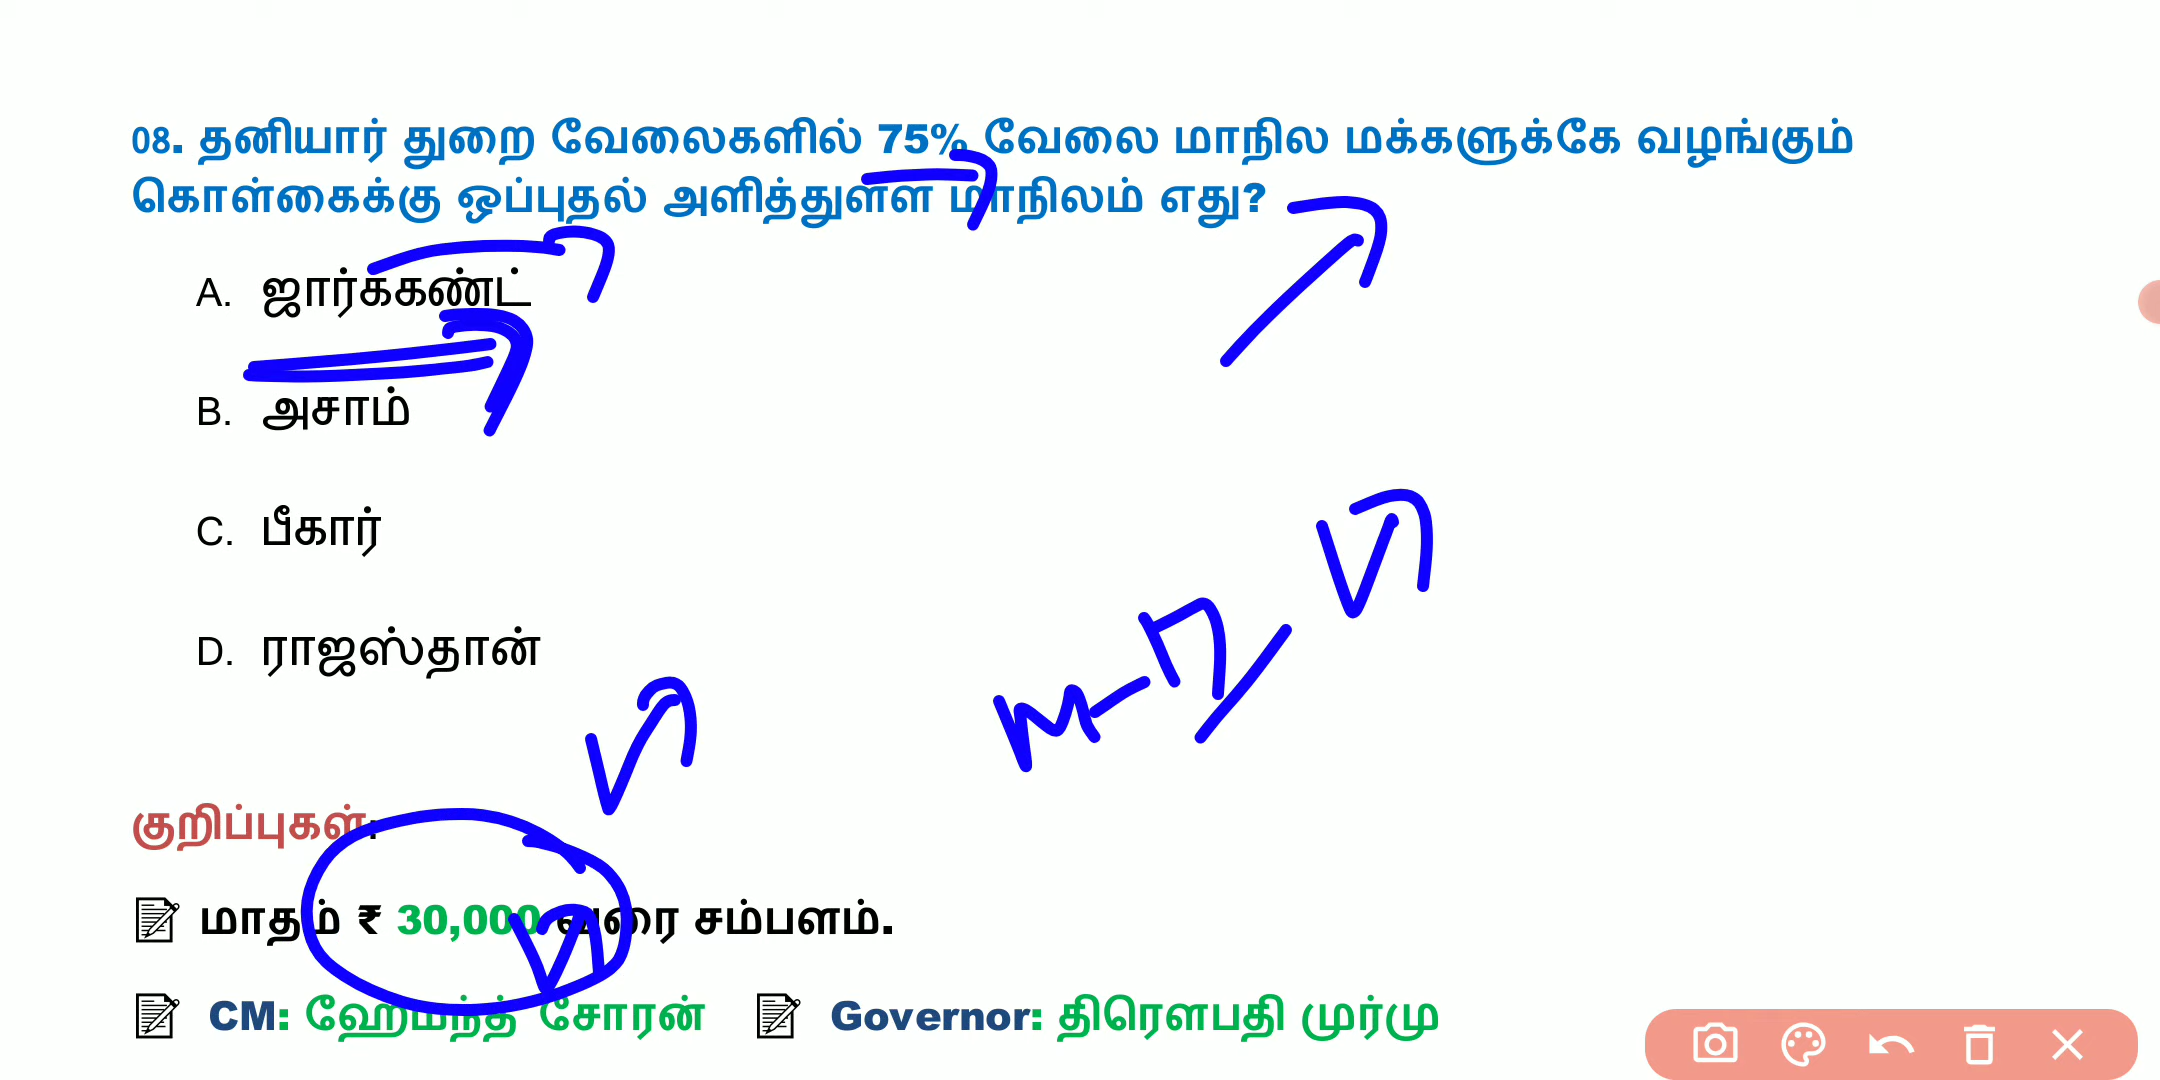 08. தனியார் துறை வேலைகளில் 75% வேலை மாநில மக்களுக்கே வழங்கும்
கொள்கைக்கு ஒப்புதல் அளித்துள்ள மாநிலம் எது?
A. ஜார்க்கண்ட்
B. அசாம்
C. பீகார்
D. ராஜஸ்தான்
குறிப்புகள்:
மாதம் ₹ 30,000 வரை சம்பளம்.
CM: ஹேமந்த் சோரன் Governor: திரௌபதி முர்மு